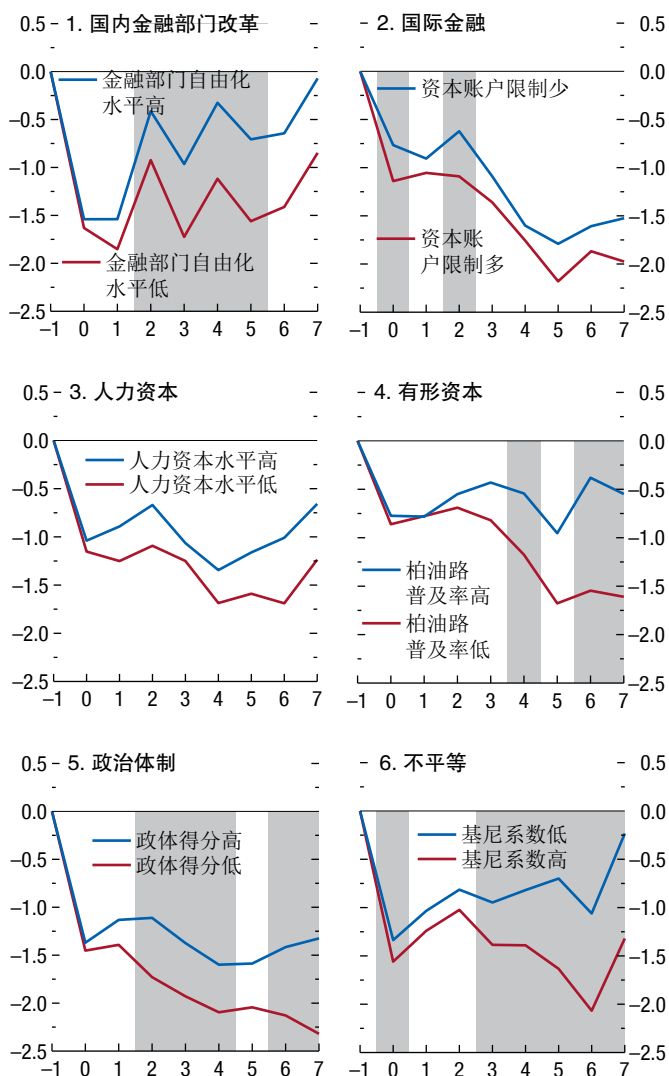 1. 国内金融部门改革
0.5
0.0
–0.5
–1.0
–1.5
–2.0
–2.5
金融部门自由化
水平高
金融部门自由化
水平低
–1 0 1 2 3 4 5 6 7
2. 国际金融
0.5
0.0
–0.5
–1.0
–1.5
–2.0
–2.5
资本账户限制少
资本账
户限制多
–1 0 1 2 3 4 5 6 7
3. 人力资本
0.5
0.0
–0.5
–1.0
–1.5
–2.0
–2.5
人力资本水平高
人力资本水平低
–1 0 1 2 3 4 5 6 7
4. 有形资本
0.5
0.0
–0.5
–1.0
–1.5
–2.0
–2.5
柏油路
普及率高
柏油路
普及率低
–1 0 1 2 3 4 5 6 7
5. 政治体制
0.5
0.0
–0.5
–1.0
–1.5
–2.0
–2.5
政体得分高
政体得分低
–1 0 1 2 3 4 5 6 7
6. 不平等
0.5
0.0
–0.5
–1.0
–1.5
–2.0
–2.5
基尼系数低
基尼系数高
–1 0 1 2 3 4 5 6 7